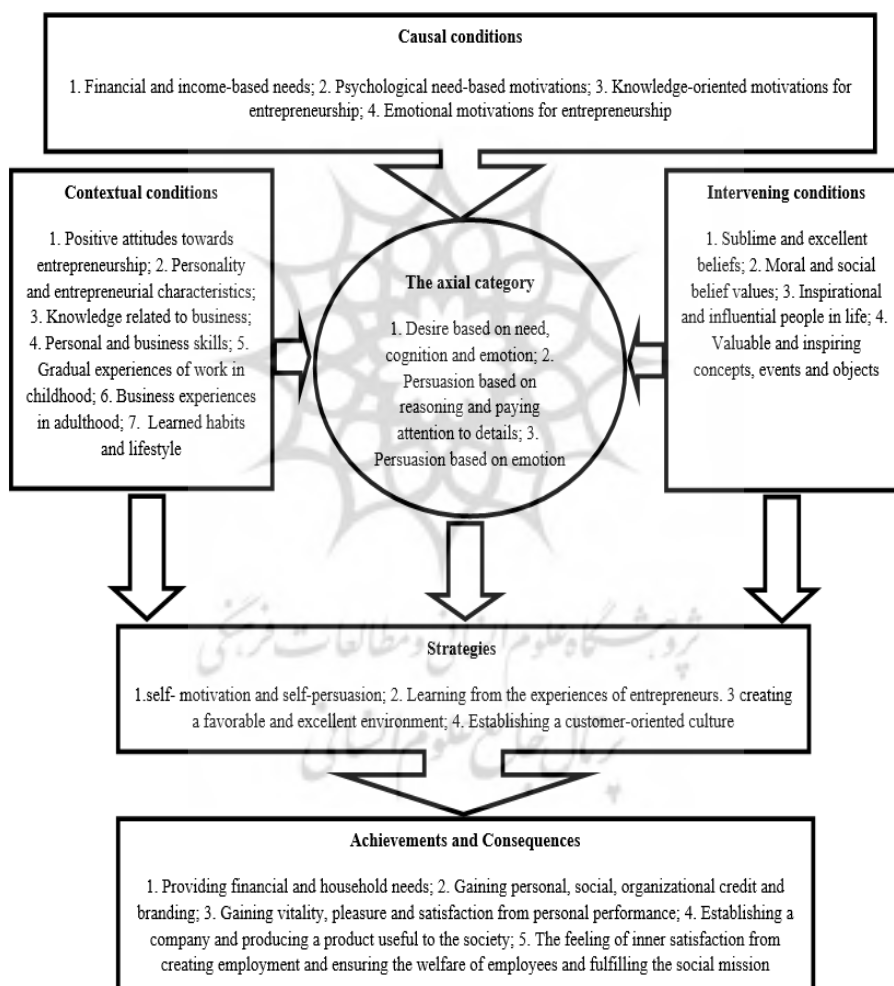 Causal conditions
1. Financial and income-based needs; 2. Psychological need-based motivations; 3. Knowledge-oriented motivations for
entrepreneurship; 4. Emotional motivations for entrepreneurship
Contextual conditions
1. Positive attitudes towards
entrepreneurship; 2. Personality
and entrepreneurial characteristics;
3. Knowledge related to business;
4. Personal and business skills; 5.
Gradual experiences of work in
childhood; 6. Business experiences
in adulthood; 7. Learned habits
and lifestyle
The axial category
1. Desire based on need,
cognition and emotion; 2.
Persuasion based on
reasoning and paying
attention to details; 3.
Persuasion based on emotion
Intervening conditions
1. Sublime and excellent
beliefs; 2. Moral and social
belief values; 3. Inspirational
and influential people in life; 4.
Valuable and inspiring
concepts, events and objects
پژوهشگاه علوم انسانی و مطالعات فرهنگی
Strategies
1.self- motivation and self-persuasion; 2. Learning from the experiences of entrepreneurs. 3 creating
a favorable and excellent environment; 4. Establishing a customer-oriented culture
پرتال جامع علوم انسانی
Achievements and Consequences
1. Providing financial and household needs; 2. Gaining personal, social, organizational credit and
branding; 3. Gaining vitality, pleasure and satisfaction from personal performance; 4. Establishing a
company and producing a product useful to the society; 5. The feeling of inner satisfaction from
creating employment and ensuring the welfare of employees and fulfilling the social mission